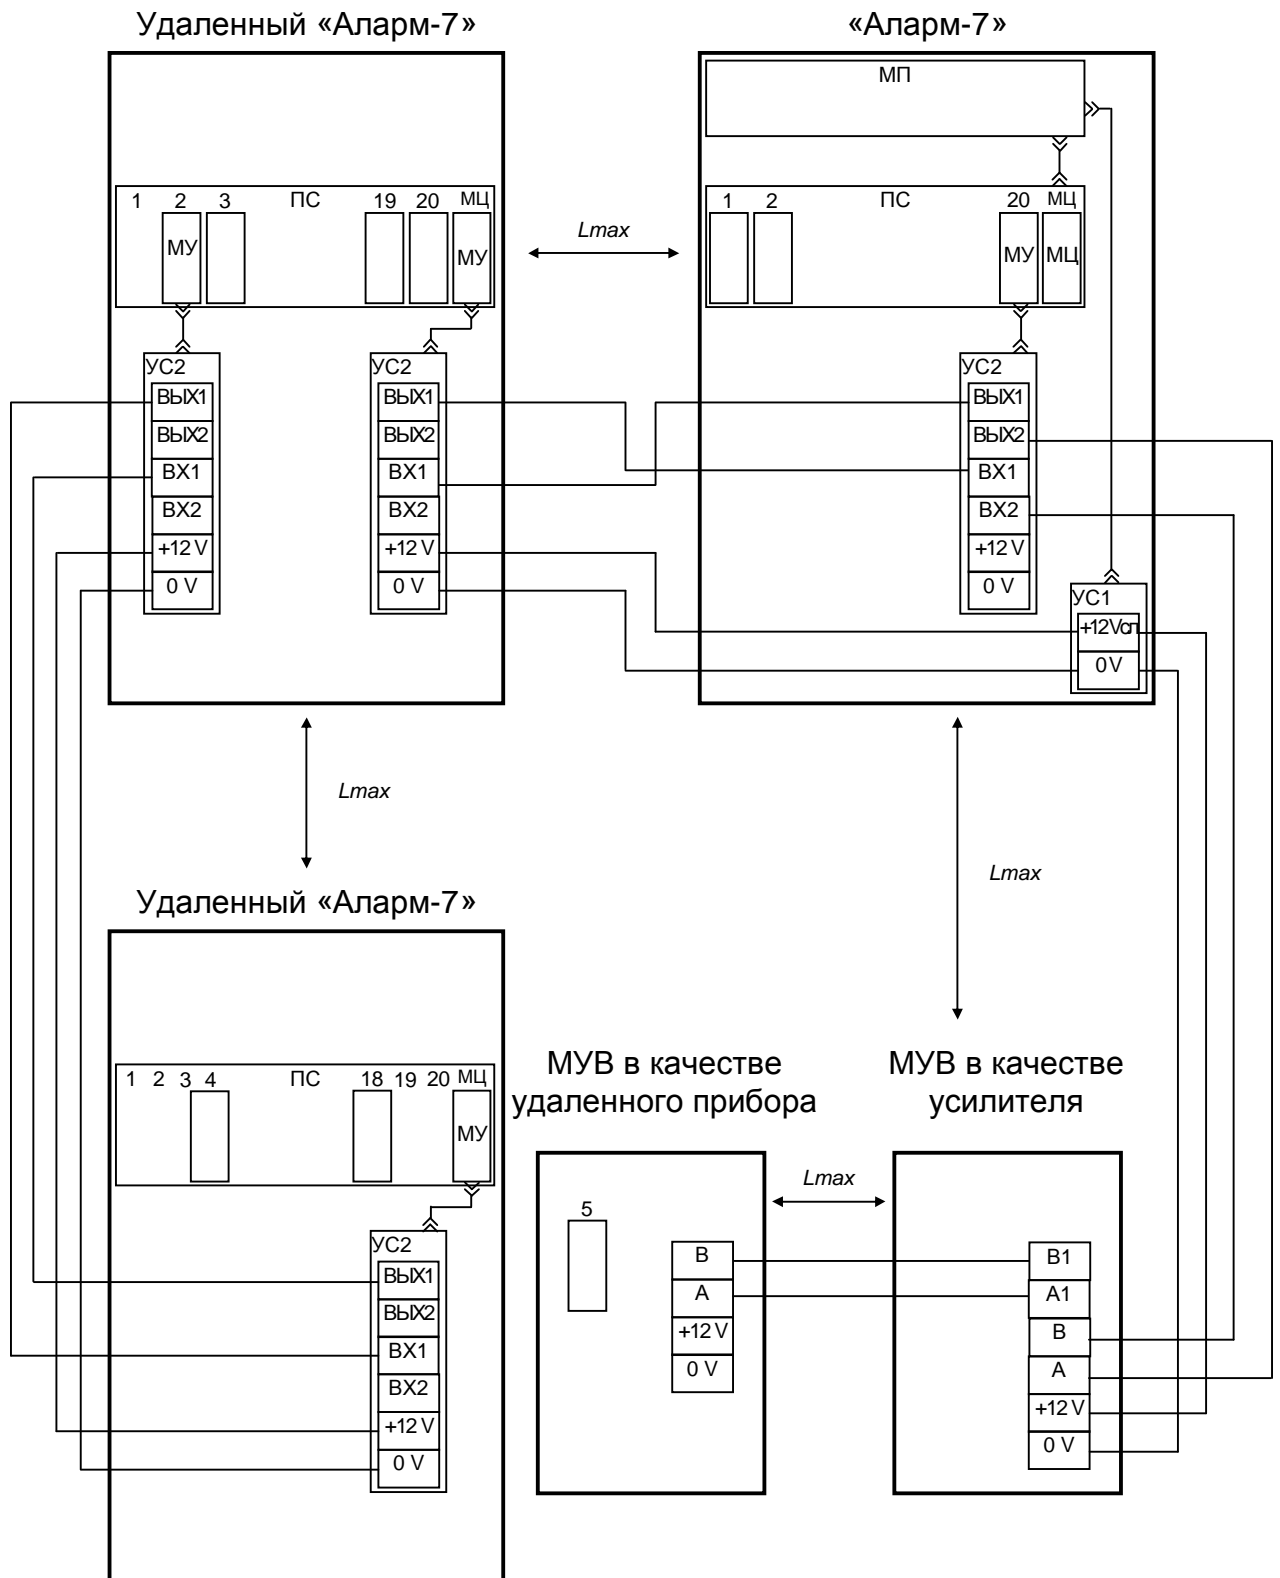 Удаленный «Аларм-7»
«Аларм-7»
МП
1 2 3 ПС 19 20 МЦ
МУ МУ
Lmax
1 2 ПС 20 МЦ
МУ МЦ
УС2
ВЫХ1
ВЫХ2
ВХ1
ВХ2
+12 V
0 V
УС2
ВЫХ1
ВЫХ2
ВХ1
ВХ2
+12 V
0 V
УС2
ВЫХ1
ВЫХ2
ВХ1
ВХ2
+12 V
0 V
УС1
+12Vсп
0 V
Lmax
Lmax
Удаленный «Аларм-7»
1 2 3 4 ПС 18 19 20 МЦ
МУ
УС2
ВЫХ1
ВЫХ2
ВХ1
ВХ2
+12 V
0 V
МУВ в качестве
удаленного прибора
МУВ в качестве
усилителя
Lmax
5
B
A
+12 V
0 V
B1
A1
B
A
+12 V
0 V